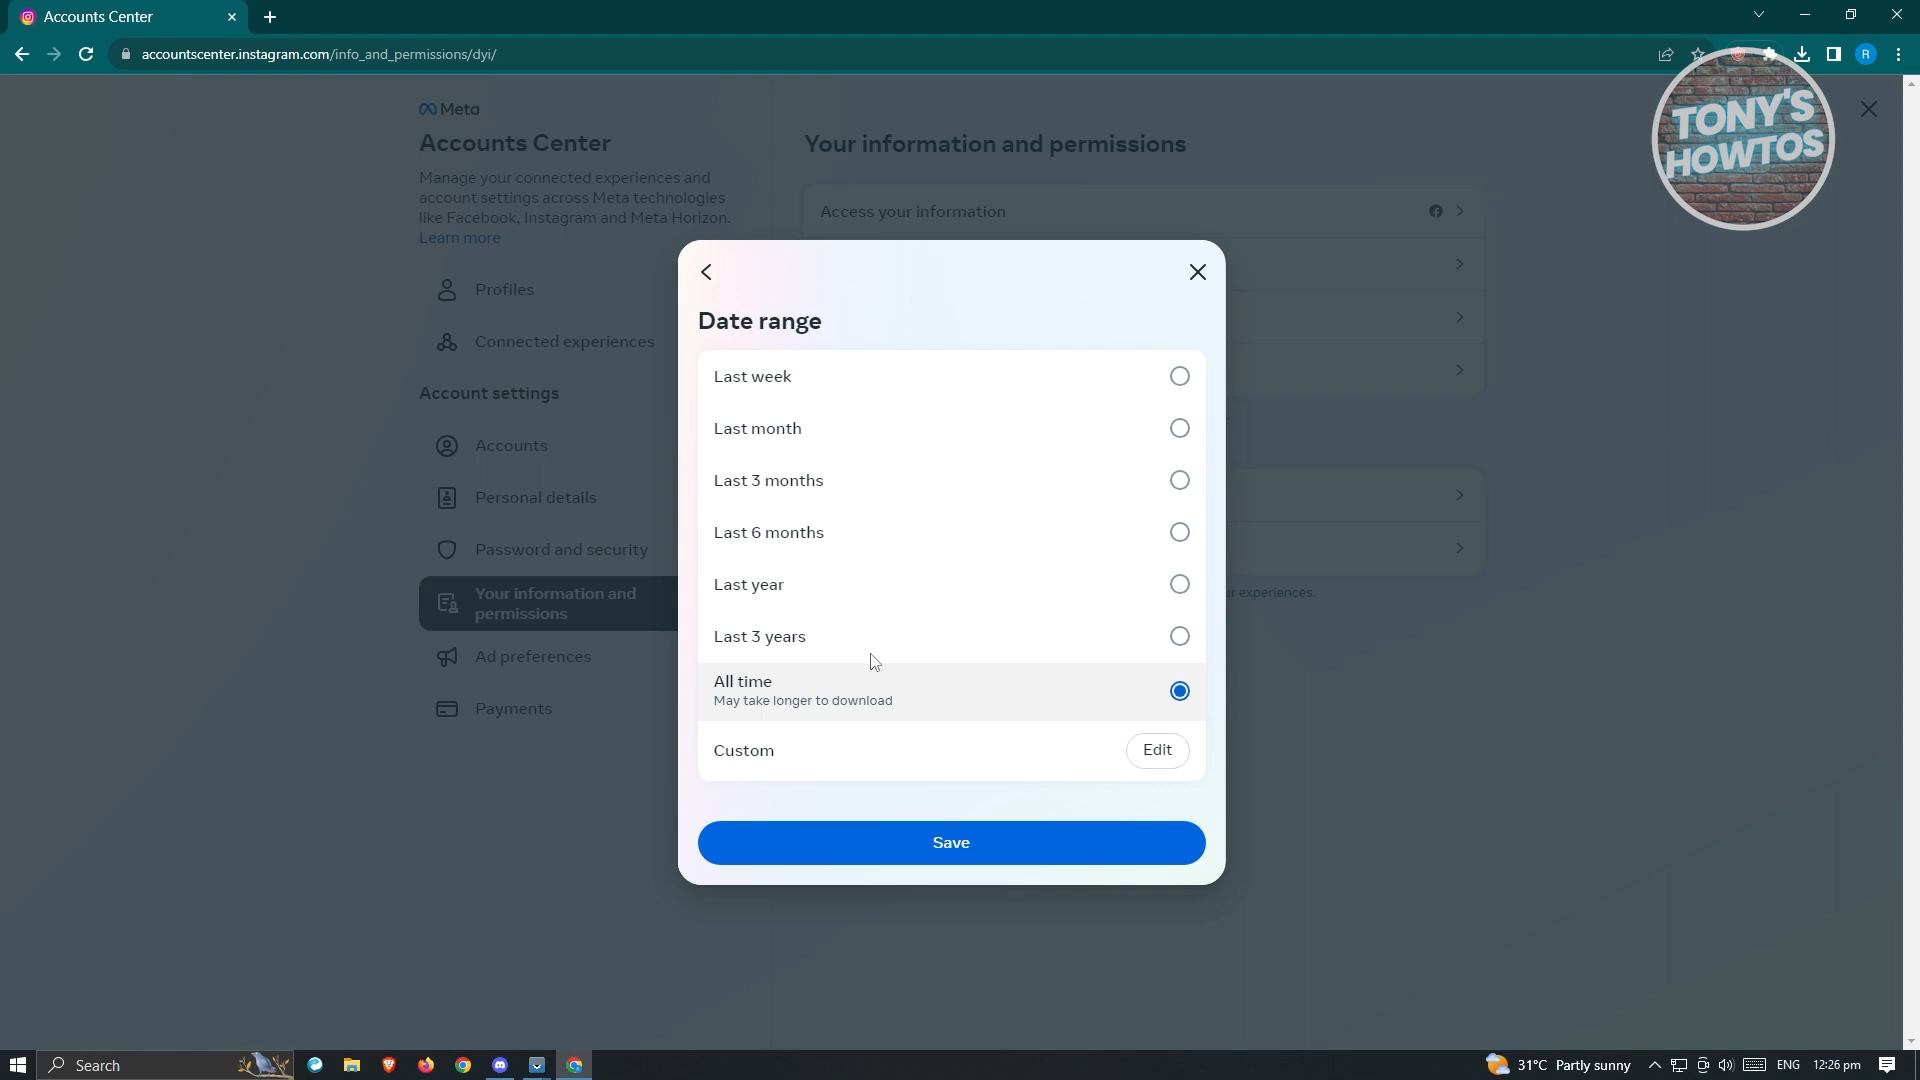 Accounts Center
accountscenter.instagram.com/info_and_permissions/dyi/
R
TONY'S
HOWTOS
Meta
Accounts Center
Manage your connected experiences and
account settings across Meta technologies
like Facebook, Instagram and Meta Horizon.
Learn more
Profiles
Connected experiences
Account settings
Accounts
Personal details
Password and security
Your information and
permissions
Ad preferences
Payments
Your information and permissions
Access your information
experiences.
Date range
Last week
Last month
Last 3 months
Last 6 months
Last year
Last 3 years
All time
May take longer to download
Custom
Edit
Save
Search
31°C Partly sunny
ENG
12:26 pm